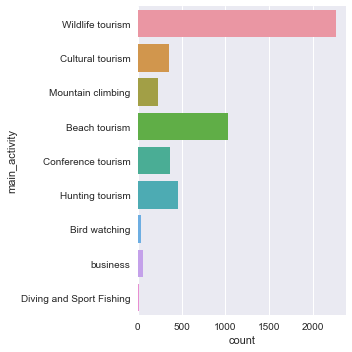 Wildlife tourism
Cultural tourism
Mountain climbing
Beach tourism
Conference tourism
Hunting tourism
Bird watching
business
Diving and Sport Fishing
main_activity
0 500 1000 1500 2000
count